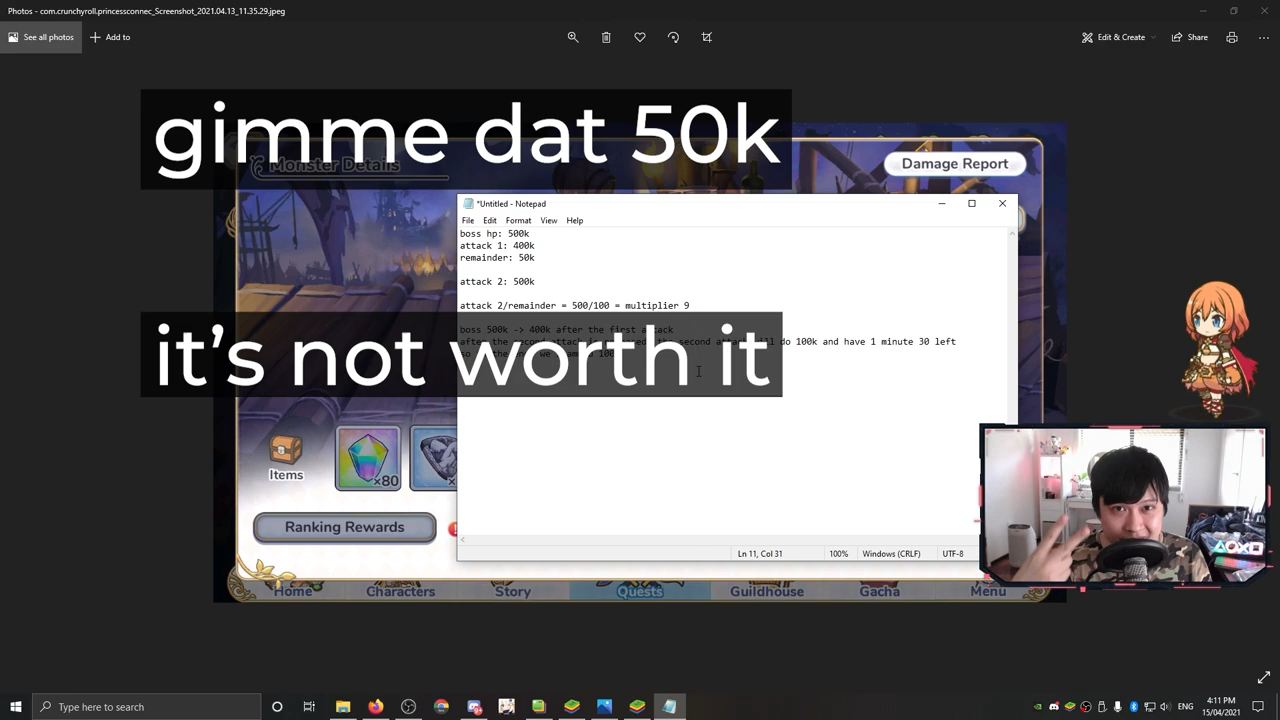 Photos - com.crunchyroll.princessconnec_Screenshot_2021.04.13_11.35.29.jpeg
See all photos
Add to
Edit & Create
Share
gimme dat 50k
Monster Details
Damage Report
*Untitled - Notepad
File Edit Format View Help
boss hp: 500k
attack 1: 400k
remainder: 50k
attack 2: 500k
attack 2/remainder = 500/100 = multiplier 9
boss 500k -> 400k after the first attack
after the second attack do 100k and have 1 minute 30 left
it's not worth it
Items
x80
Ranking Rewards
Ln 11, Col 31
100%
Windows (CRLF)
UTF-8
Home
Characters
Story
Quests
Guildhouse
Gacha
Menu
Type here to search
ENG
4:11 PM
15/04/2021